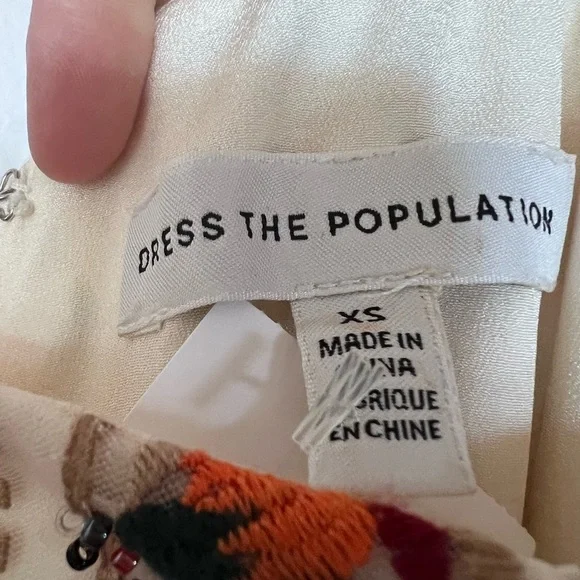 DRESS THE POPULATION
XS
MADE IN
EN CHINE